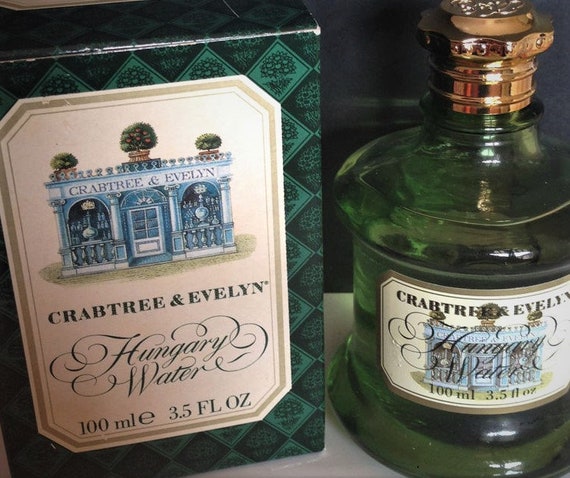 CRABTREE & EVELYN
CRABTREE & EVELYN®
Hungary
Water
100 ml e 3.5 FL OZ
CRABTREE & EVELYN
Hungary
Water
100 ml 3.5 fl oz